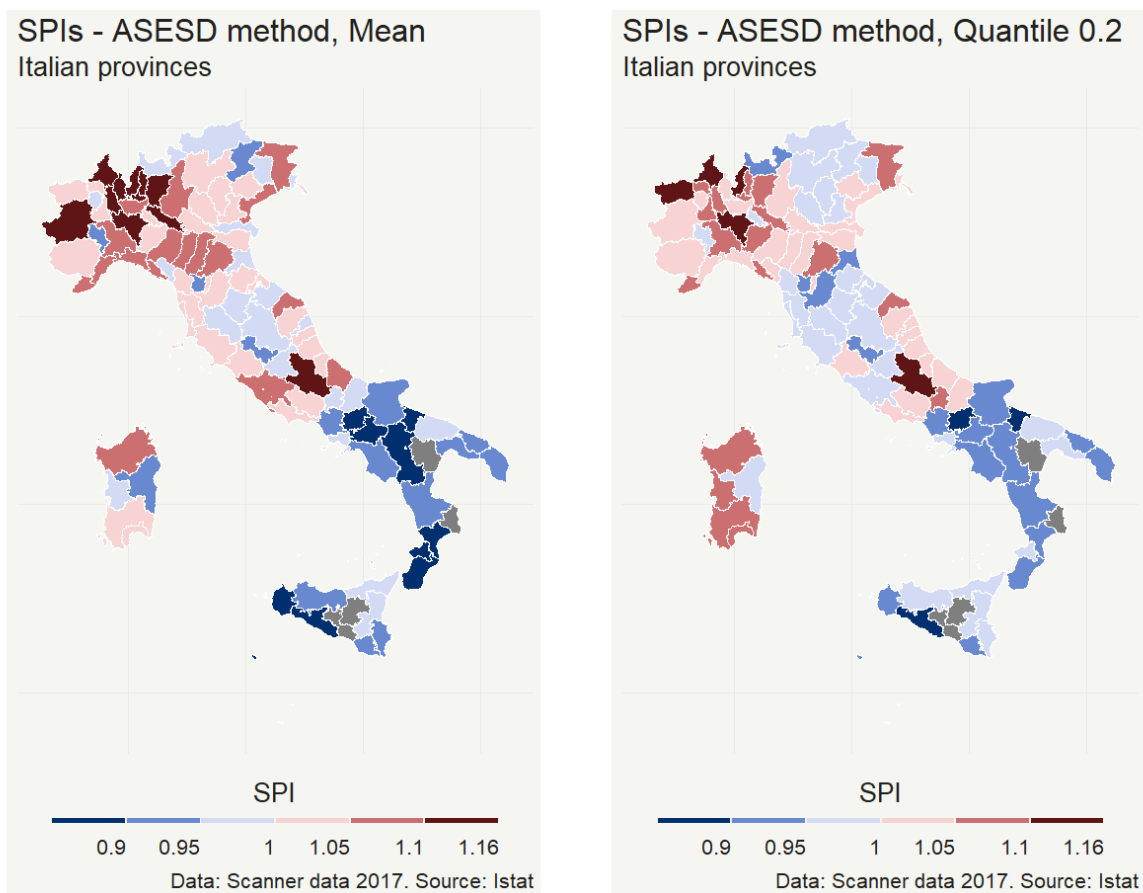 SPIs - ASESD method, Mean
Italian provinces
SPI
0.9 0.95 1 1.05 1.1 1.16
Data: Scanner data 2017. Source: Istat
SPIs - ASESD method, Quantile 0.2
Italian provinces
SPI
0.9 0.95 1 1.05 1.1 1.16
Data: Scanner data 2017. Source: Istat